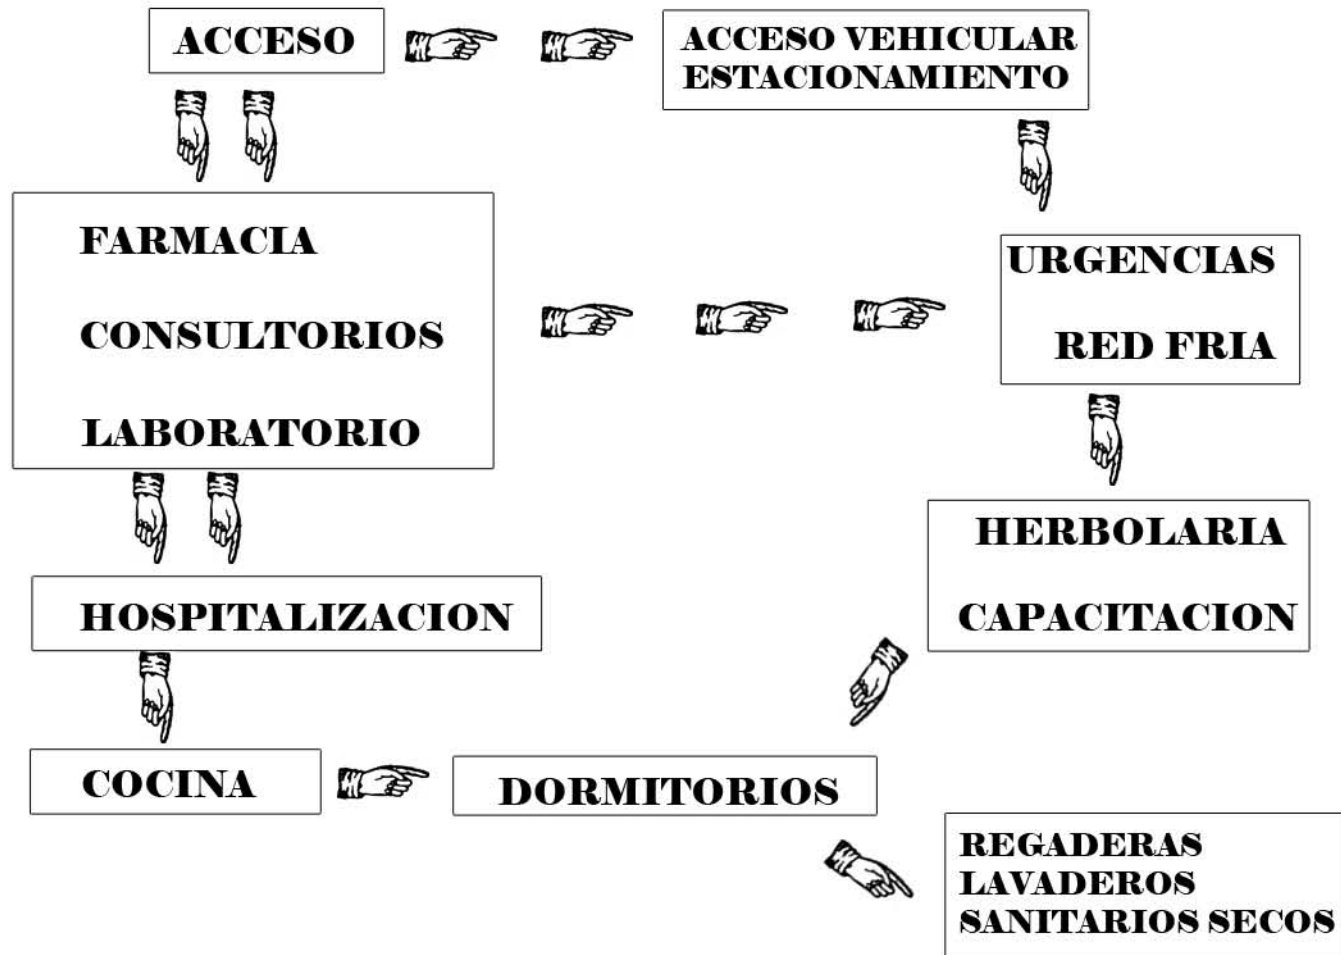 ACCESO
ACCESO VEHICULAR
ESTACIONAMIENTO
FARMACIA
CONSULTORIOS
LABORATORIO
URGENCIAS
RED FRIA
HERBOLARIA
CAPACITACION
HOSPITALIZACION
COCINA
DORMITORIOS
REGADERAS
LAVADEROS
SANITARIOS SECOS